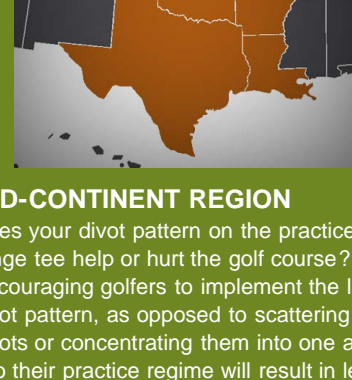 D-CONTINENT REGION
es your divot pattern on the practice
nge tee help or hurt the golf course?
couraging golfers to implement the l
ot pattern, as opposed to scattering
ots or concentrating them into one a
o their practice regime will result in le